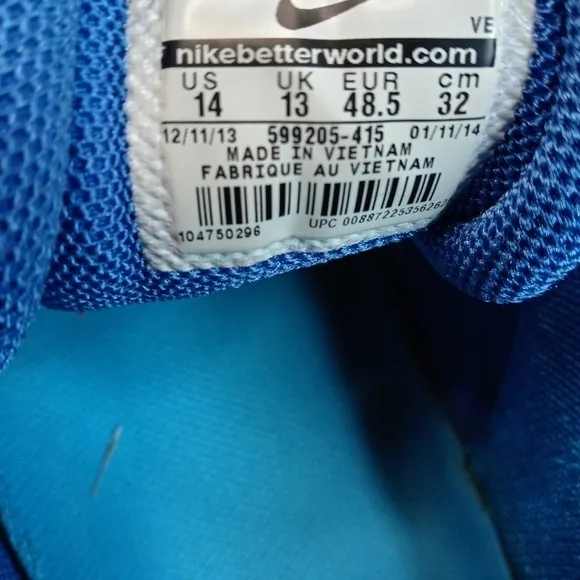 VE
nikebetterworld.com
US UK EUR cm
14 13 48.5 32
12/11/13 599205-415 01/11/14
MADE IN VIETNAM
FABRIQUE AU VIETNAM
104750296 UPC 00887225356262